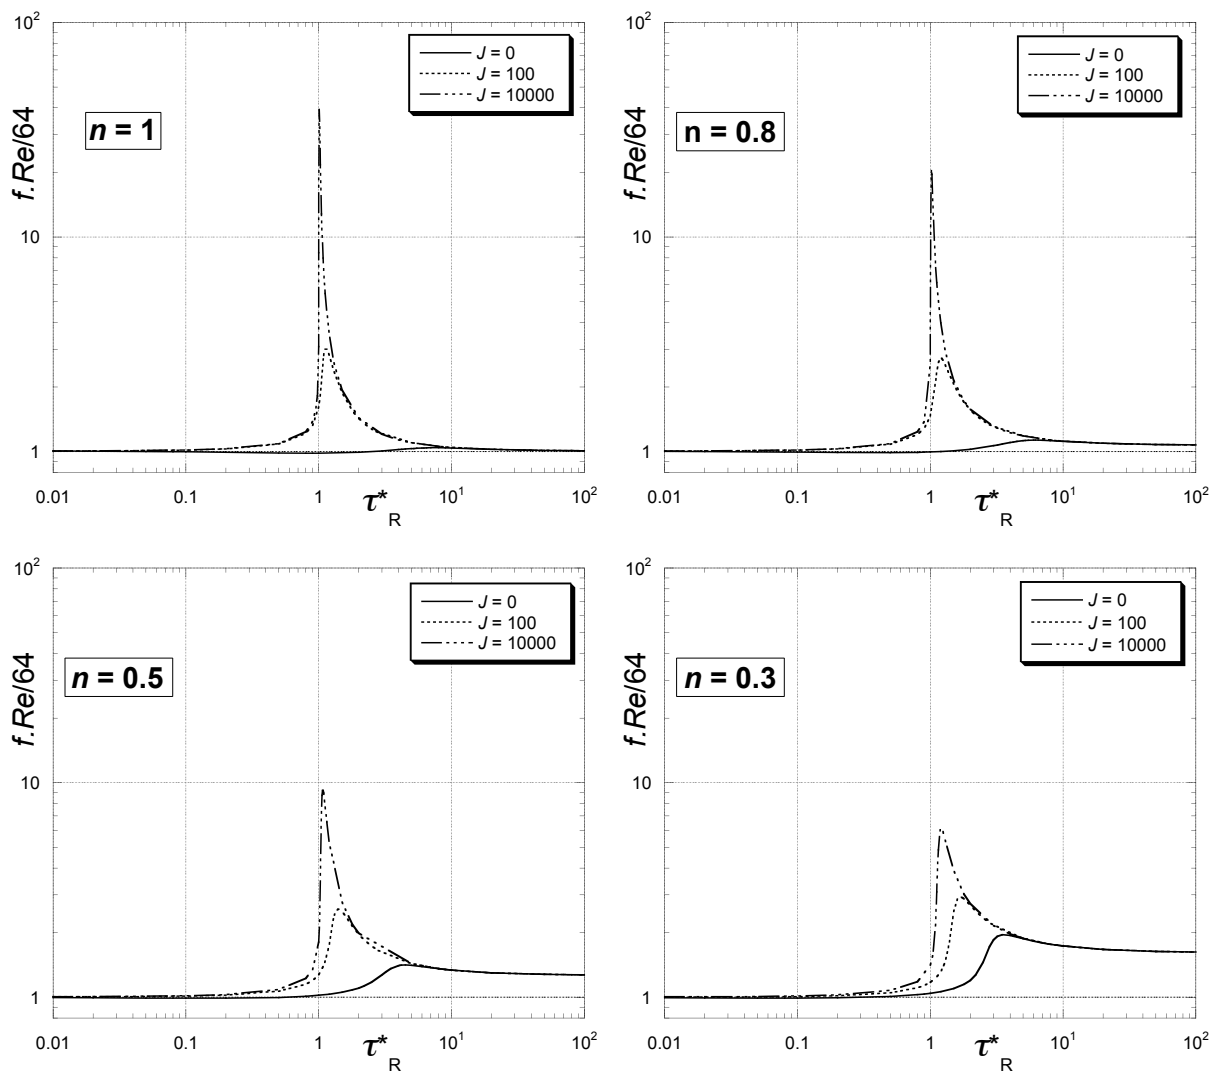 10²
J = 0
J = 100
J = 10000
n = 1
f.Re/64
10
1
0.01
0.1
1
10¹
10²
τ*R
10²
J = 0
J = 100
J = 10000
n = 0.8
f.Re/64
10
1
0.01
0.1
1
10¹
10²
τ*R
10²
J = 0
J = 100
J = 10000
n = 0.5
f.Re/64
10
1
0.01
0.1
1
10¹
10²
τ*R
10²
J = 0
J = 100
J = 10000
n = 0.3
f.Re/64
10
1
0.01
0.1
1
10¹
10²
τ*R